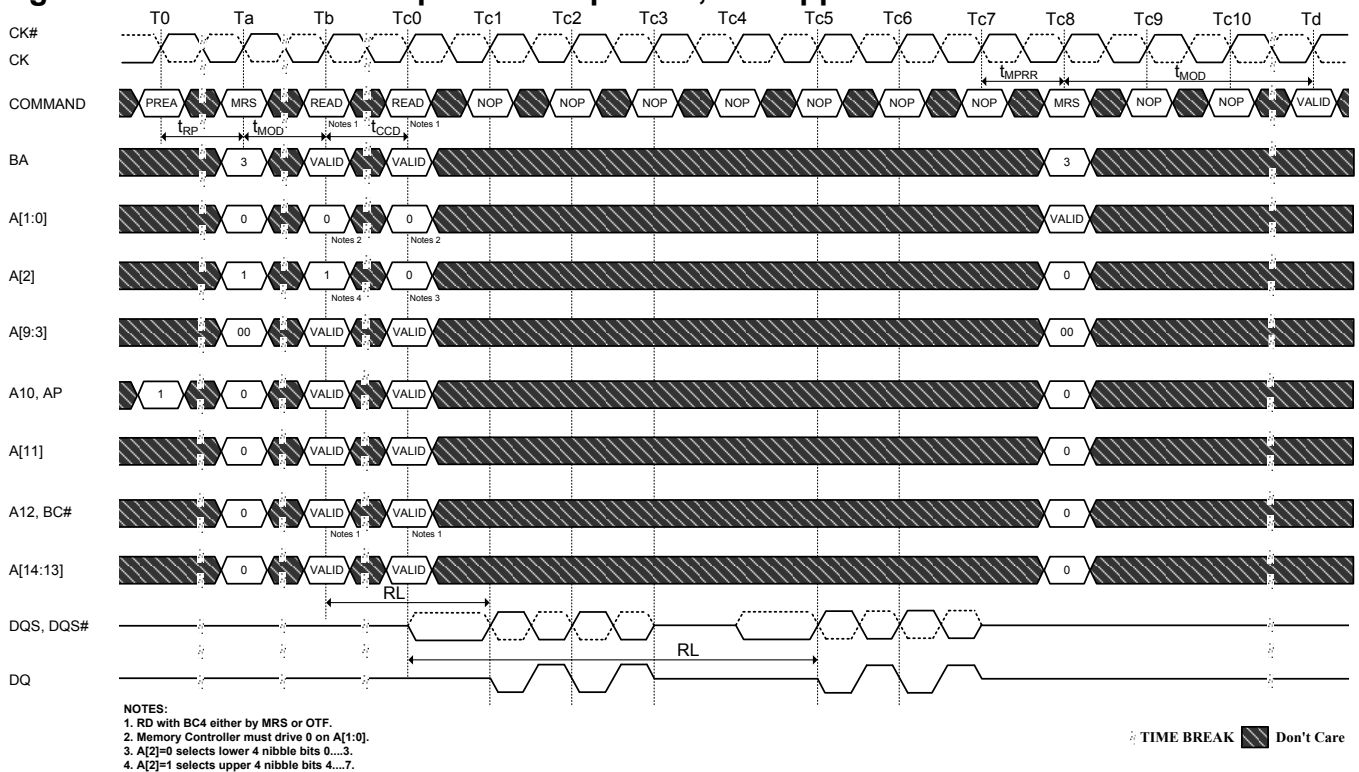 T0 Ta Tb Tc0 Tc1 Tc2 Tc3 Tc4 Tc5 Tc6 Tc7 Tc8 Tc9 Tc10 Td
CK#
CK
tMPRR tMOD
COMMAND PREA MRS READ READ NOP NOP NOP NOP NOP NOP NOP MRS NOP NOP VALID
Notes 1 Notes 1
tRP tMOD tCCD
BA 3 VALID VALID 3
A[1:0] 0 0 0 VALID
Notes 2 Notes 2
A[2] 1 1 0 0
Notes 4 Notes 3
A[9:3] 00 VALID VALID 00
A10, AP 1 0 VALID VALID 0
A[11] 0 VALID VALID 0
A12, BC# 0 VALID VALID 0
Notes 1 Notes 1
A[14:13] 0 VALID VALID 0
RL
DQS, DQS#
RL
DQ
NOTES:
1. RD with BC4 either by MRS or OTF.
2. Memory Controller must drive 0 on A[1:0].
3. A[2]=0 selects lower 4 nibble bits 0....3.
4. A[2]=1 selects upper 4 nibble bits 4....7.
TIME BREAK Don't Care